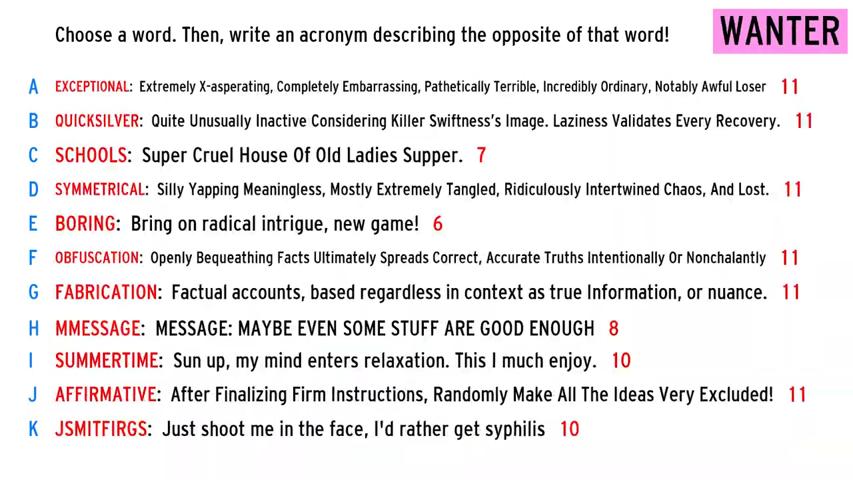 Choose a word. Then, write an acronym describing the opposite of that word!
WANTER
A EXCEPTIONAL: Extremely X-asperating, Completely Embarrassing, Pathetically Terrible, Incredibly Ordinary, Notably Awful Loser 11
B QUICKSILVER: Quite Unusually Inactive Considering Killer Swiftness's Image. Laziness Validates Every Recovery. 11
C SCHOOLS: Super Cruel House Of Old Ladies Supper. 7
D SYMMETRICAL: Silly Yapping Meaningless, Mostly Extremely Tangled, Ridiculously Intertwined Chaos, And Lost. 11
E BORING: Bring on radical intrigue, new game! 6
F OBFUSCATION: Openly Bequeathing Facts Ultimately Spreads Correct, Accurate Truths Intentionally Or Nonchalantly 11
G FABRICATION: Factual accounts, based regardless in context as true Information, or nuance. 11
H MMESSAGE: MESSAGE: MAYBE EVEN SOME STUFF ARE GOOD ENOUGH 8
I SUMMERTIME: Sun up, my mind enters relaxation. This I much enjoy. 10
J AFFIRMATIVE: After Finalizing Firm Instructions, Randomly Make All The Ideas Very Excluded! 11
K JSMITFIRGS: Just shoot me in the face, I'd rather get syphilis 10